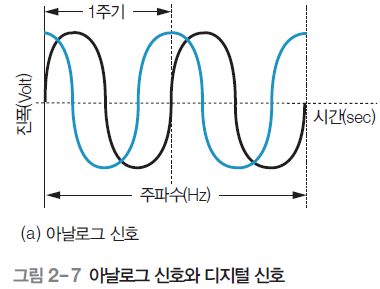 1주기
진폭(Volt)
시간(sec)
주파수(Hz)
(a) 아날로그 신호
그림 2-7 아날로그 신호와 디지털 신호